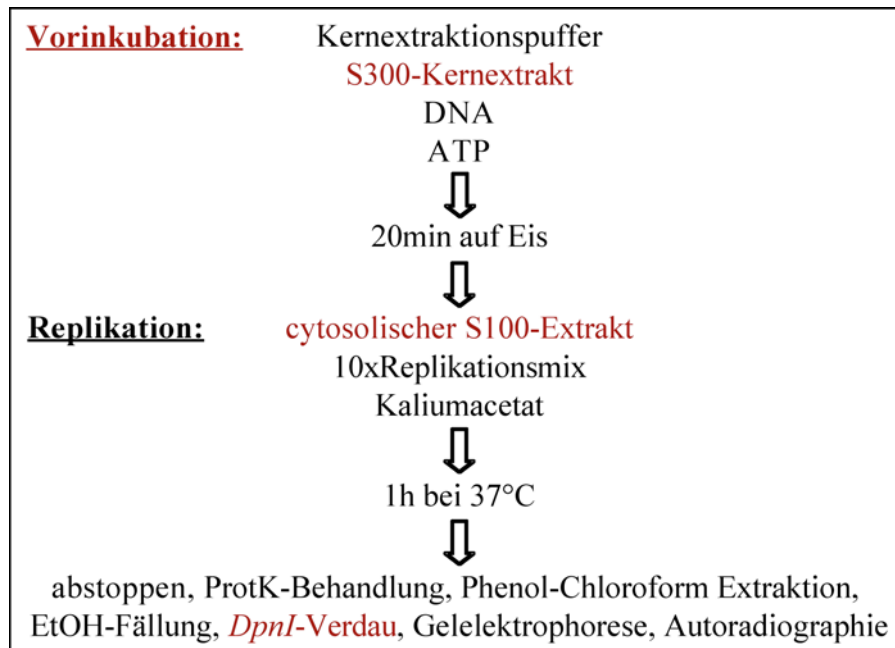 Vorinkubation: Kernextraktionspuffer
S300-Kernextrakt
DNA
ATP
20min auf Eis
Replikation: cytosolischer S100-Extrakt
10xReplikationsmix
Kaliumacetat
1h bei 37°C
abstoppen, ProtK-Behandlung, Phenol-Chloroform Extraktion,
EtOH-Fällung, DpnI-Verdau, Gelelektrophorese, Autoradiographie